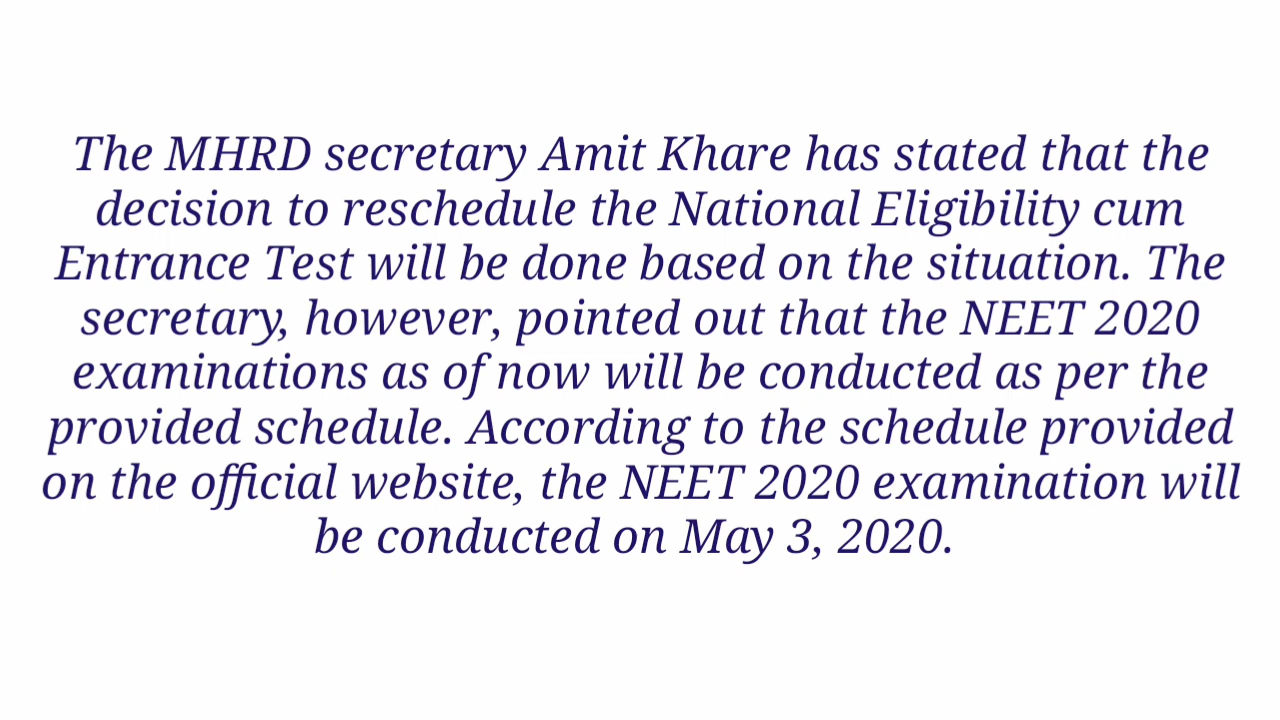 The MHRD secretary Amit Khare has stated that the
decision to reschedule the National Eligibility cum
Entrance Test will be done based on the situation. The
secretary, however, pointed out that the NEET 2020
examinations as of now will be conducted as per the
provided schedule. According to the schedule provided
on the official website, the NEET 2020 examination will
be conducted on May 3, 2020.